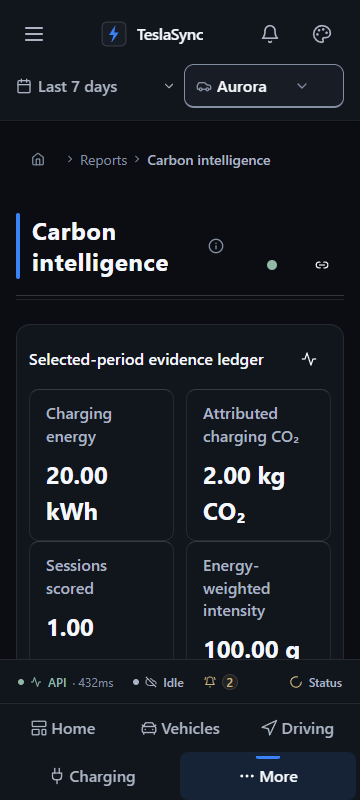 TeslaSync
Last 7 days
Aurora
Reports
Carbon intelligence
Carbon
intelligence
Selected-period evidence ledger
Charging
energy
20.00
kWh
Attributed
charging CO₂
2.00 kg
CO₂
Sessions
scored
1.00
Energy-
weighted
intensity
100.00 g
API · 432ms
Idle
2
Status
Home
Vehicles
Driving
Charging
More